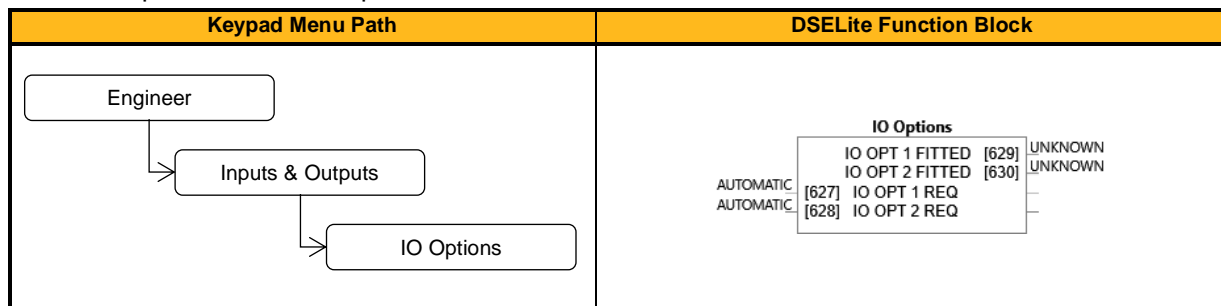 Keypad Menu Path
DSELite Function Block
Engineer
Inputs & Outputs
IO Options
IO Options
IO OPT 1 FITTED [629] UNKNOWN
IO OPT 2 FITTED [630] UNKNOWN
AUTOMATIC [627] IO OPT 1 REQ
AUTOMATIC [628] IO OPT 2 REQ